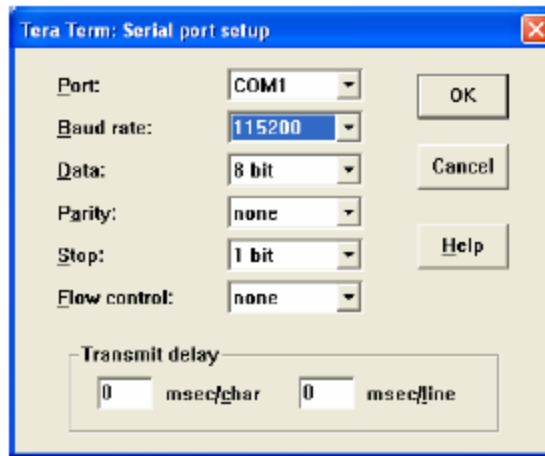 Tera Term: Serial port setup
Port: COM1
OK
Baud rate: 115200
Data: 8 bit
Cancel
Parity: none
Stop: 1 bit
Help
Flow control: none
Transmit delay
0 msec/char 0 msec/line